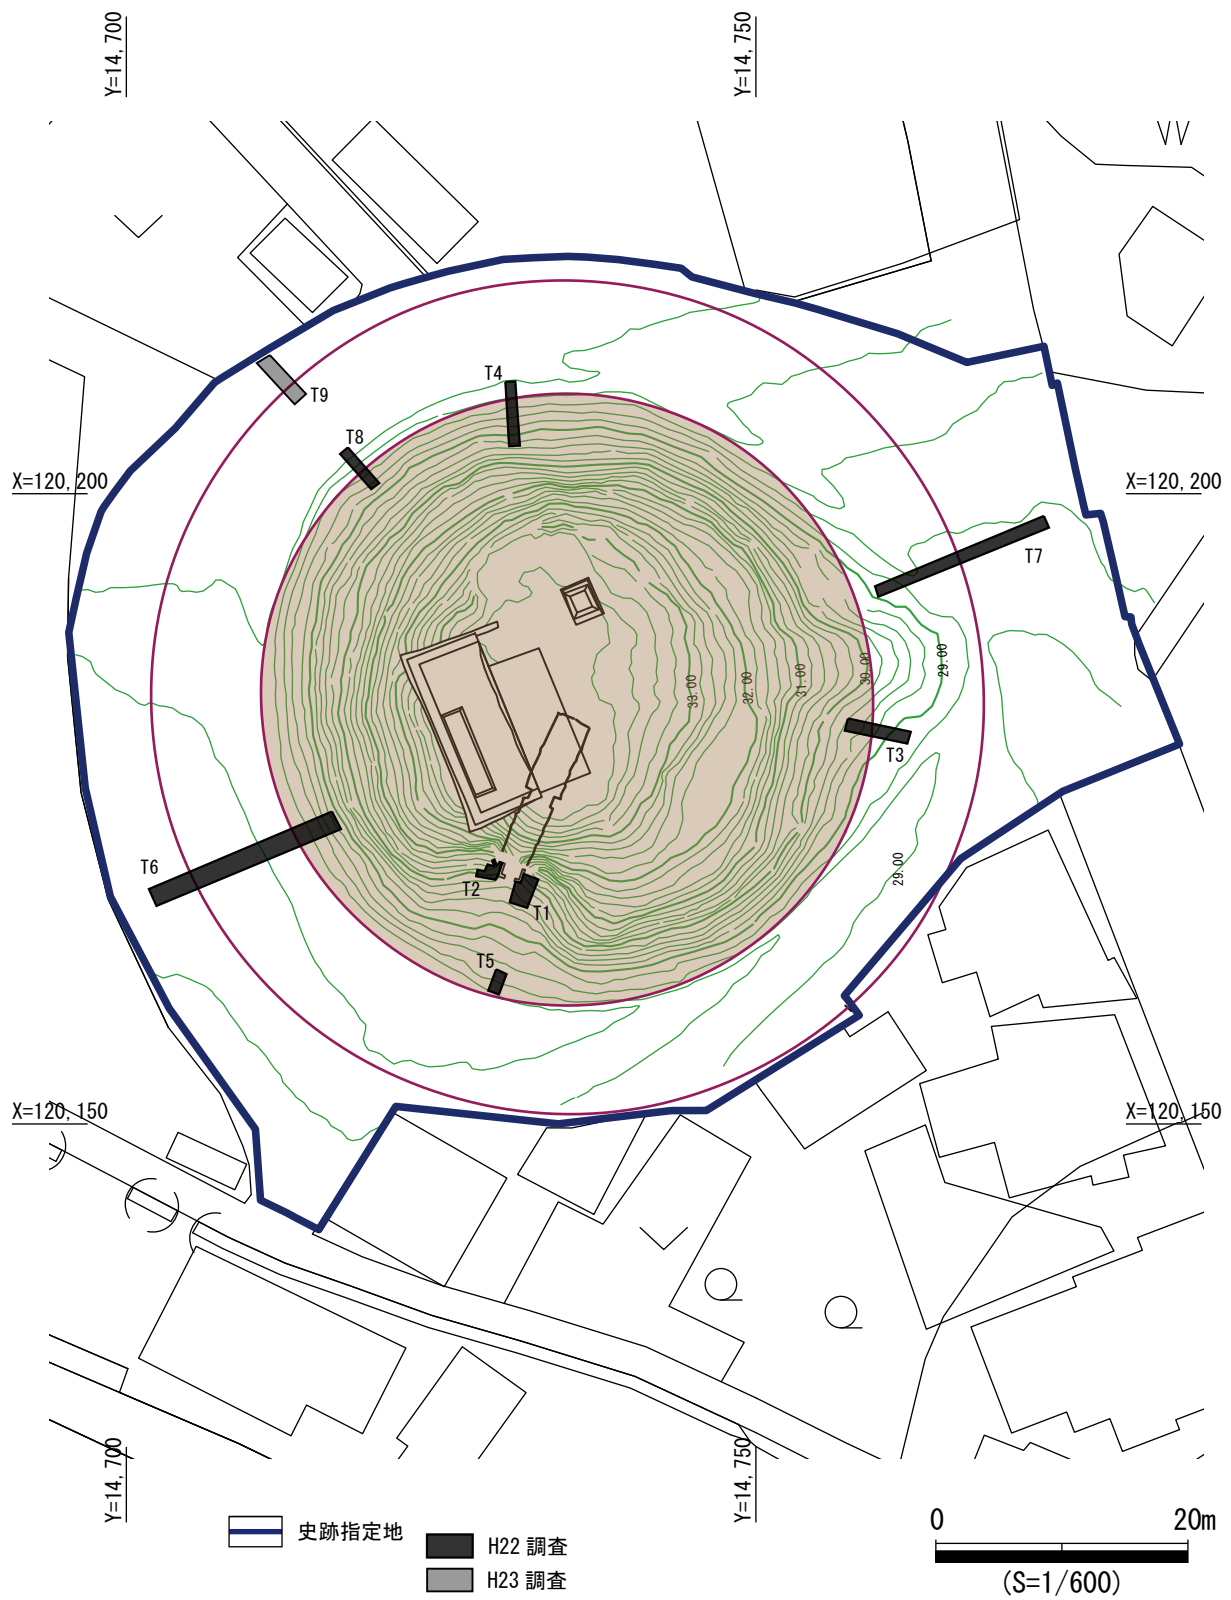 Y=14,700
Y=14,750
T4
T9
T8
X=120,200
X=120,200
T7
29.00
30.00
31.00
32.00
33.00
T3
T6
29.00
T2
T1
T5
X=120,150
X=120,150
Y=14,700
Y=14,750
史跡指定地
H22 調査
H23 調査
0 20m
(S=1/600)